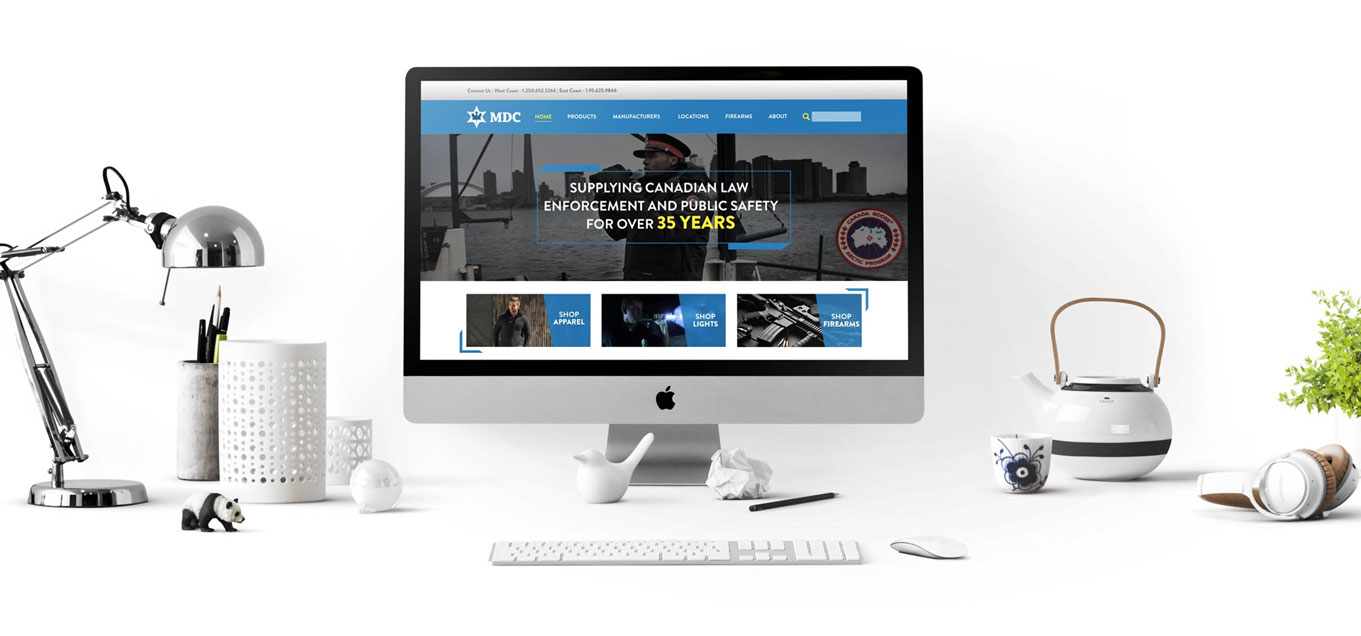 Contact Us - West Coast - 1.250.652.5266 | East Coast - 1.95.625.9846
MDC
HOME
PRODUCTS
MANUFACTURERS
LOCATIONS
FIREARMS
ABOUT
SUPPLYING CANADIAN LAW
ENFORCEMENT AND PUBLIC SAFETY
FOR OVER 35 YEARS
CANADA GOOSE
ARCTIC PROGRAM
SHOP
APPAREL
SHOP
LIGHTS
SHOP
FIREARMS